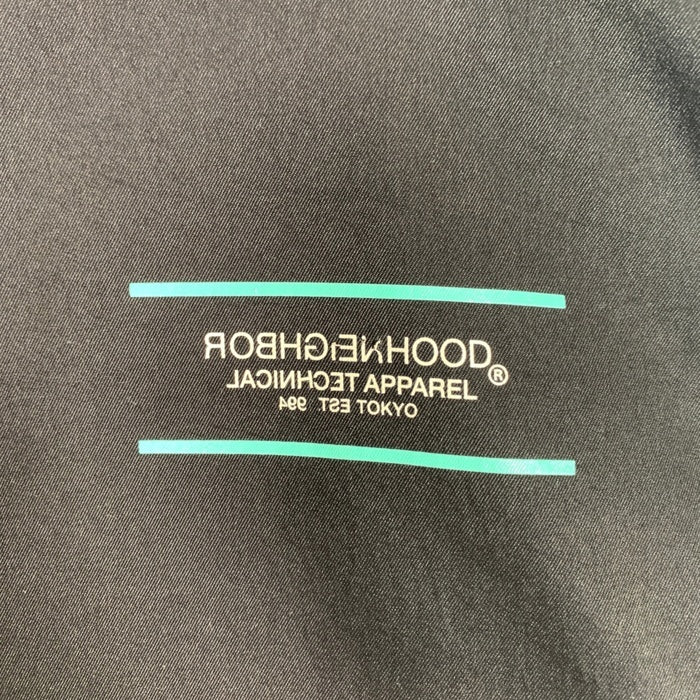 NEIGHBORHOOD®
TECHNICAL APPAREL
EST. 994 TOKYO